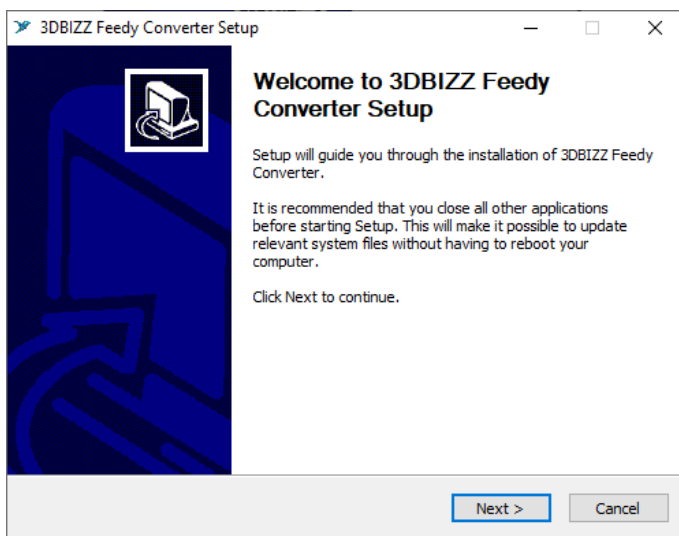 3DBIZZ Feedy Converter Setup
Welcome to 3DBIZZ Feedy
Converter Setup
Setup will guide you through the installation of 3DBIZZ Feedy
Converter.
It is recommended that you close all other applications
before starting Setup. This will make it possible to update
relevant system files without having to reboot your
computer.
Click Next to continue.
Next >
Cancel